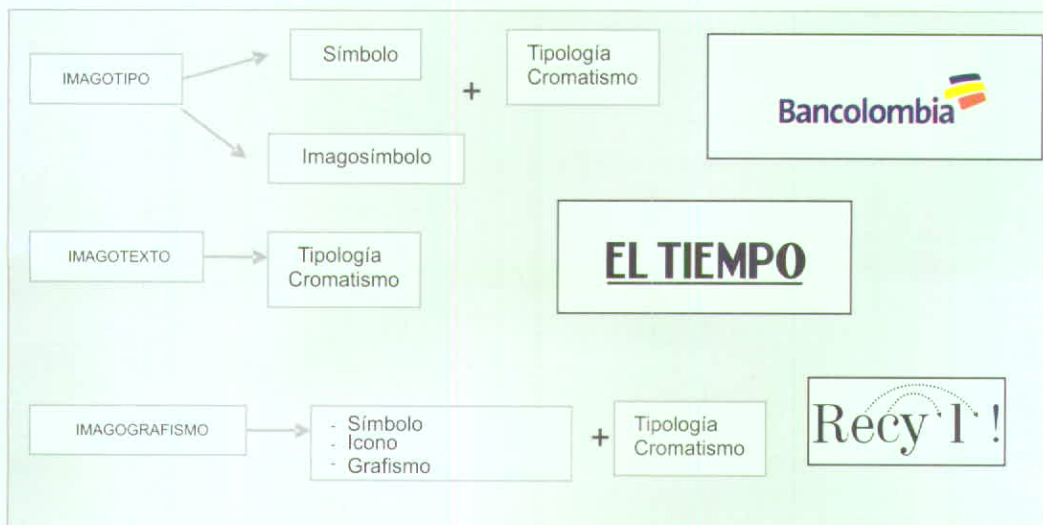 IMAGOTIPO
Símbolo
Imagosímbolo
+
Tipología
Cromatismo
Bancolombia
IMAGOTEXTO
Tipología
Cromatismo
EL TIEMPO
IMAGOGRAFISMO
- Símbolo
- Icono
- Grafismo
+
Tipología
Cromatismo
Recy'l'!